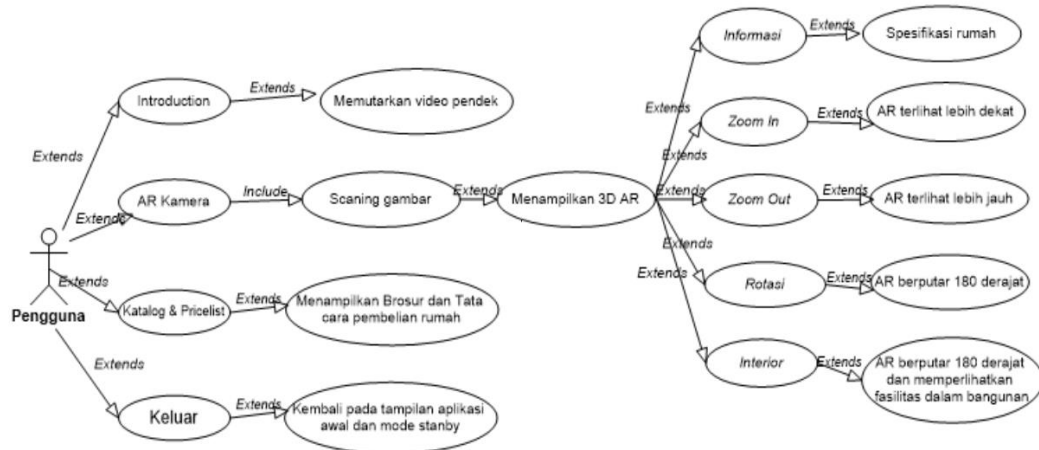 Introduction
Extends
Memutarkan video pendek
Extends
AR Kamera
Include
Scaning gambar
Extends
Menampilkan 3D AR
Extends
Pengguna
Extends
Katalog & Pricelist
Extends
Menampilkan Brosur dan Tata
cara pembelian rumah
Extends
Keluar
Extends
Kembali pada tampilan aplikasi
awal dan mode stanby
Extends
Informasi
Extends
Spesifikasi rumah
Extends
Zoom In
Extends
AR terlihat lebih dekat
Extends
Zoom Out
Extends
AR terlihat lebih jauh
Extends
Rotasi
Extends
AR berputar 180 derajat
Extends
Interior
Extends
AR berputar 180 derajat
dan memperlihatkan
fasilitas dalam bangunan
Extends